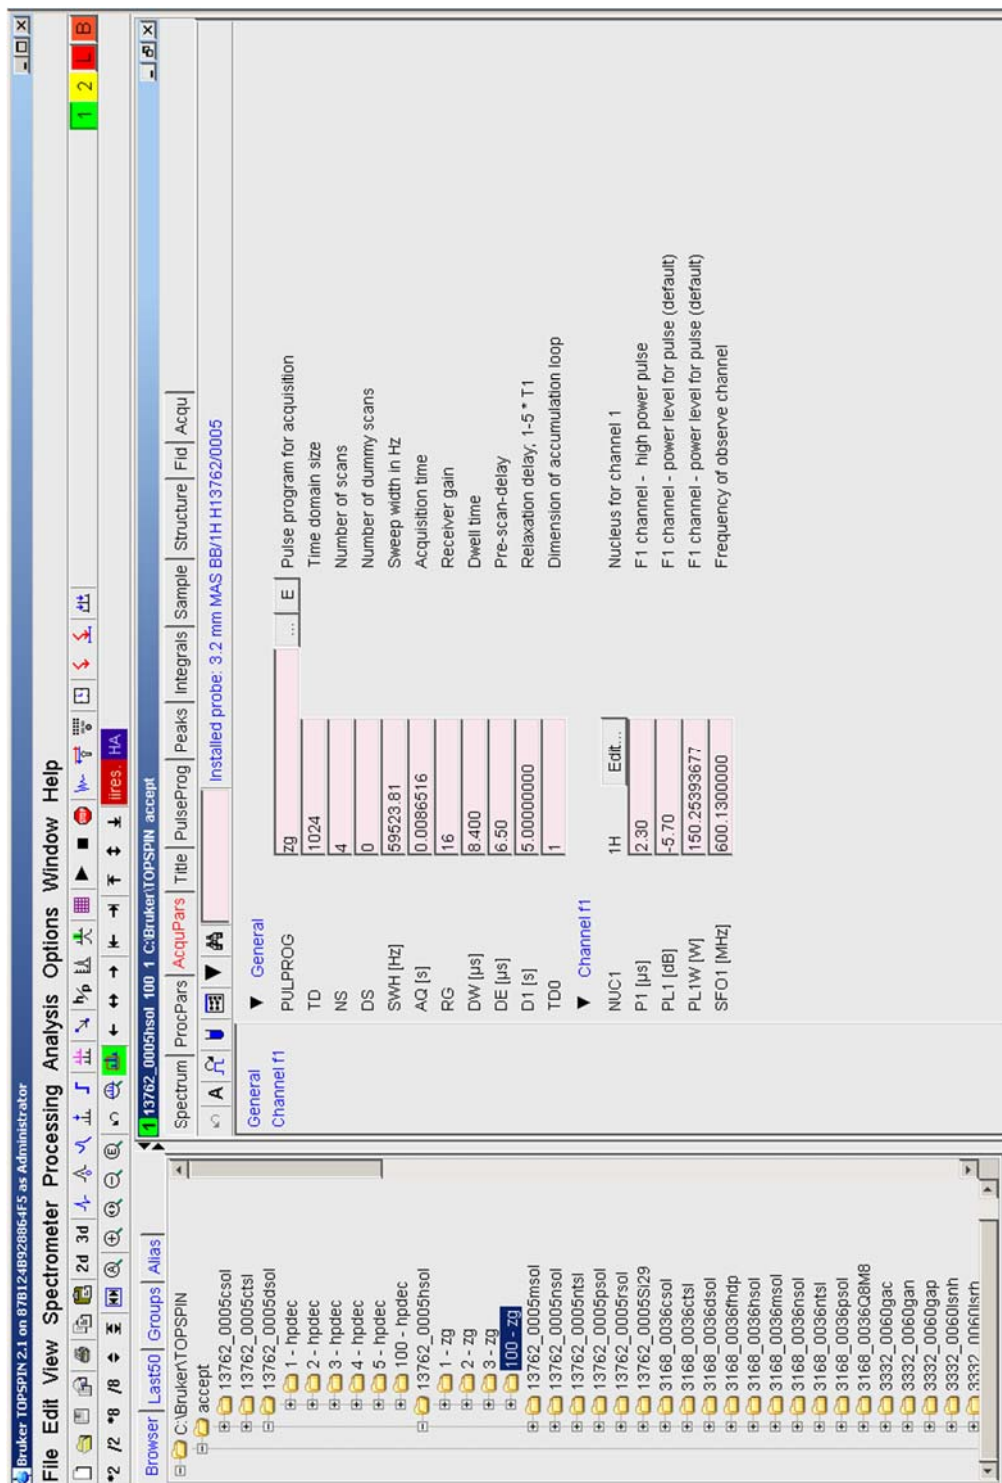 Bruker TOPSPIN 2.1 on 87B124B928864F5 as Administrator
File Edit View Spectrometer Processing Analysis Options Window Help
2d 3d
1 2 L B
*2 /2 *8 /8
iires. HA
Browser Last50 Groups Alias
C:\Bruker\TOPSPIN
accept
13762_0005csol
13762_0005ctsl
13762_0005dsol
1 - hpdec
2 - hpdec
3 - hpdec
4 - hpdec
5 - hpdec
100 - hpdec
13762_0005hsol
1 - zg
2 - zg
3 - zg
100 - zg
13762_0005msol
13762_0005nsol
13762_0005ntsl
13762_0005psol
13762_0005rsol
13762_0005Si29
3168_0036csol
3168_0036ctsl
3168_0036dsol
3168_0036fhdp
3168_0036hsol
3168_0036msol
3168_0036nsol
3168_0036ntsl
3168_0036psol
3168_0036Q8M8
3332_0060gac
3332_0060gan
3332_0060gap
3332_0060lsnh
3332_0060lsrh
1 13762_0005hsol 100 1 C:\Bruker\TOPSPIN accept
Spectrum ProcPars AcquPars Title PulseProg Peaks Integrals Sample Structure Fid Acqu
A Installed probe: 3.2 mm MAS BB/1H H13762/0005
General
Channel f1
General
PULPROG zg ... E Pulse program for acquisition
TD 1024 Time domain size
NS 4 Number of scans
DS 0 Number of dummy scans
SWH [Hz] 59523.81 Sweep width in Hz
AQ [s] 0.0086516 Acquisition time
RG 16 Receiver gain
DW [µs] 8.400 Dwell time
DE [µs] 6.50 Pre-scan-delay
D1 [s] 5.00000000 Relaxation delay; 1-5 * T1
TD0 1 Dimension of accumulation loop
Channel f1
NUC1 1H Edit... Nucleus for channel 1
P1 [µs] 2.30 F1 channel - high power pulse
PL1 [dB] -5.70 F1 channel - power level for pulse (default)
PL1W [W] 150.25393677 F1 channel - power level for pulse (default)
SFO1 [MHz] 600.1300000 Frequency of observe channel